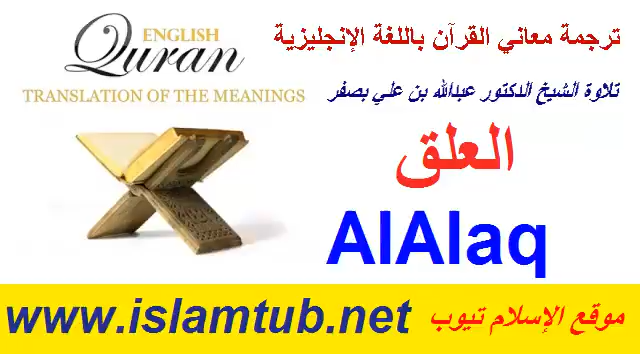 ENGLISH
Quran
TRANSLATION OF THE MEANINGS
ترجمة معاني القرآن باللغة الإنجليزية
تلاوة الشيخ الدكتور عبدالله بن علي بصفر
العلق
AlAlaq
www.islamtub.net موقع الإسلام تيوب